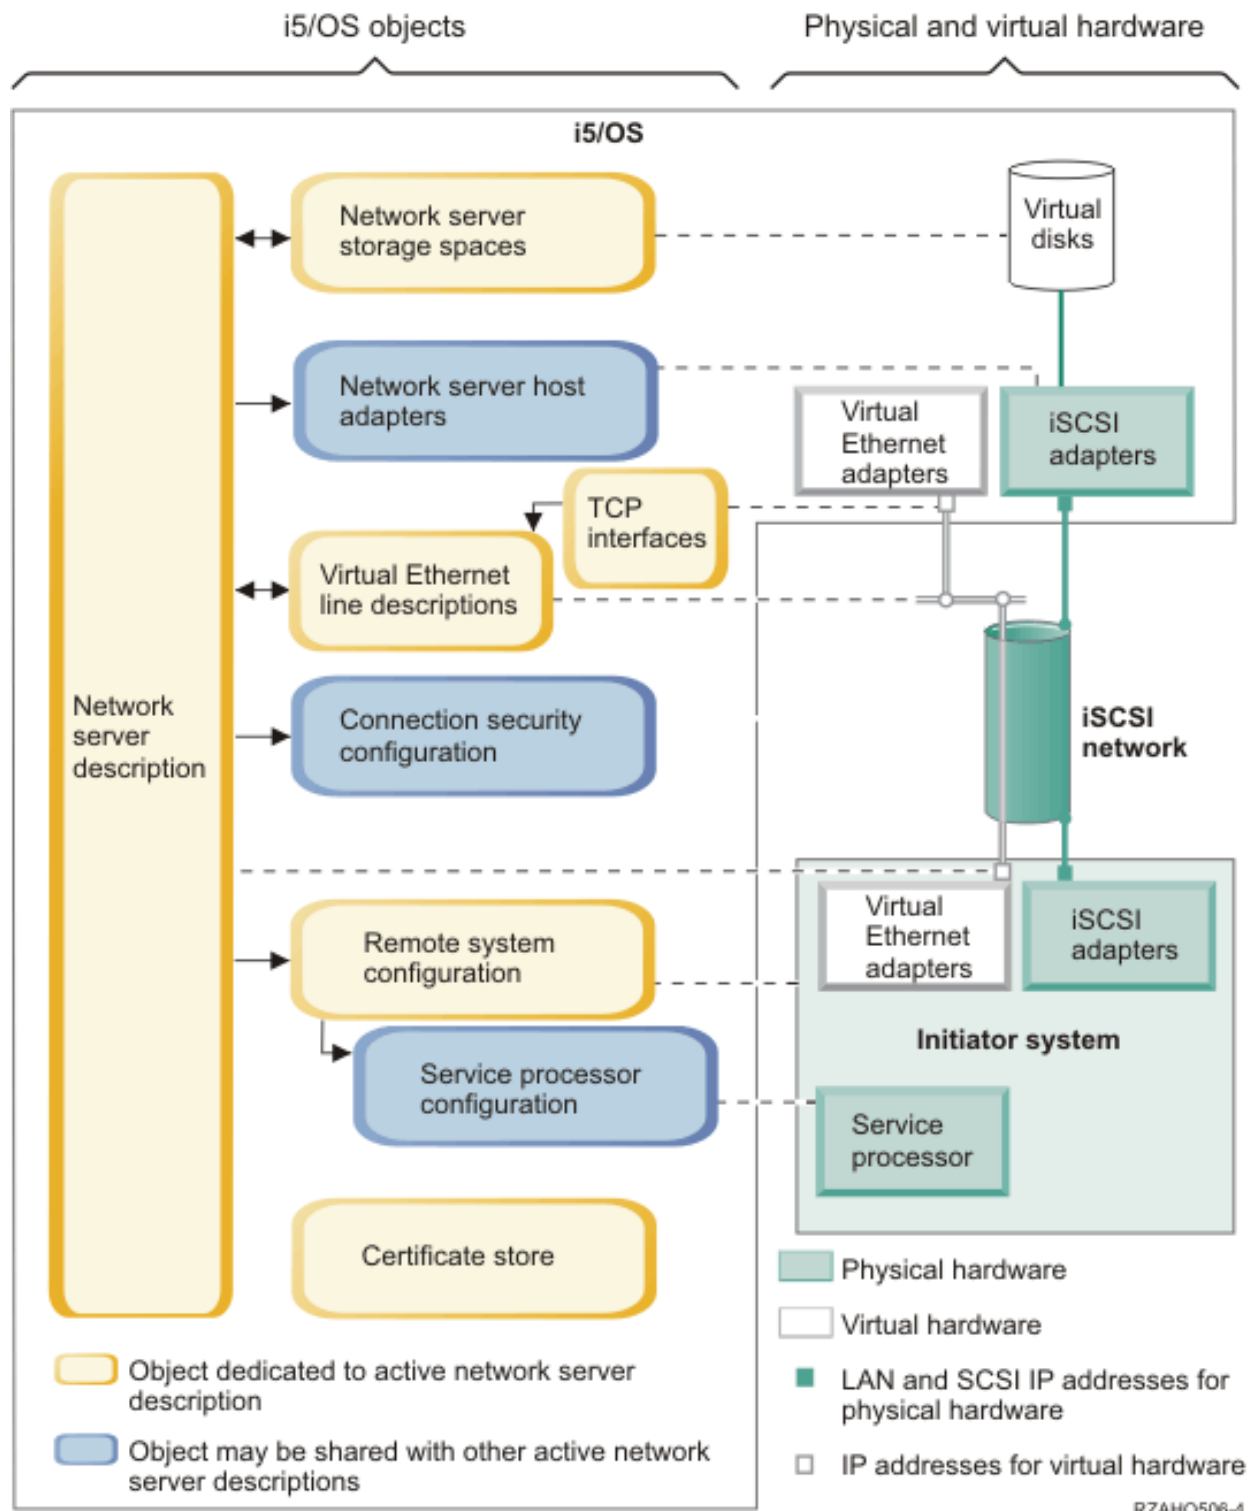 i5/OS objects
Physical and virtual hardware
i5/OS
Network server
storage spaces
Virtual
disks
Network server host
adapters
Virtual
Ethernet
adapters
iSCSI
adapters
TCP
interfaces
Virtual Ethernet
line descriptions
Network
server
description
Connection security
configuration
iSCSI
network
Remote system
configuration
Virtual
Ethernet
adapters
iSCSI
adapters
Initiator system
Service processor
configuration
Service
processor
Certificate store
Physical hardware
Virtual hardware
LAN and SCSI IP addresses for
physical hardware
IP addresses for virtual hardware
Object dedicated to active network server
description
Object may be shared with other active network
server descriptions
RZAHQ506-4